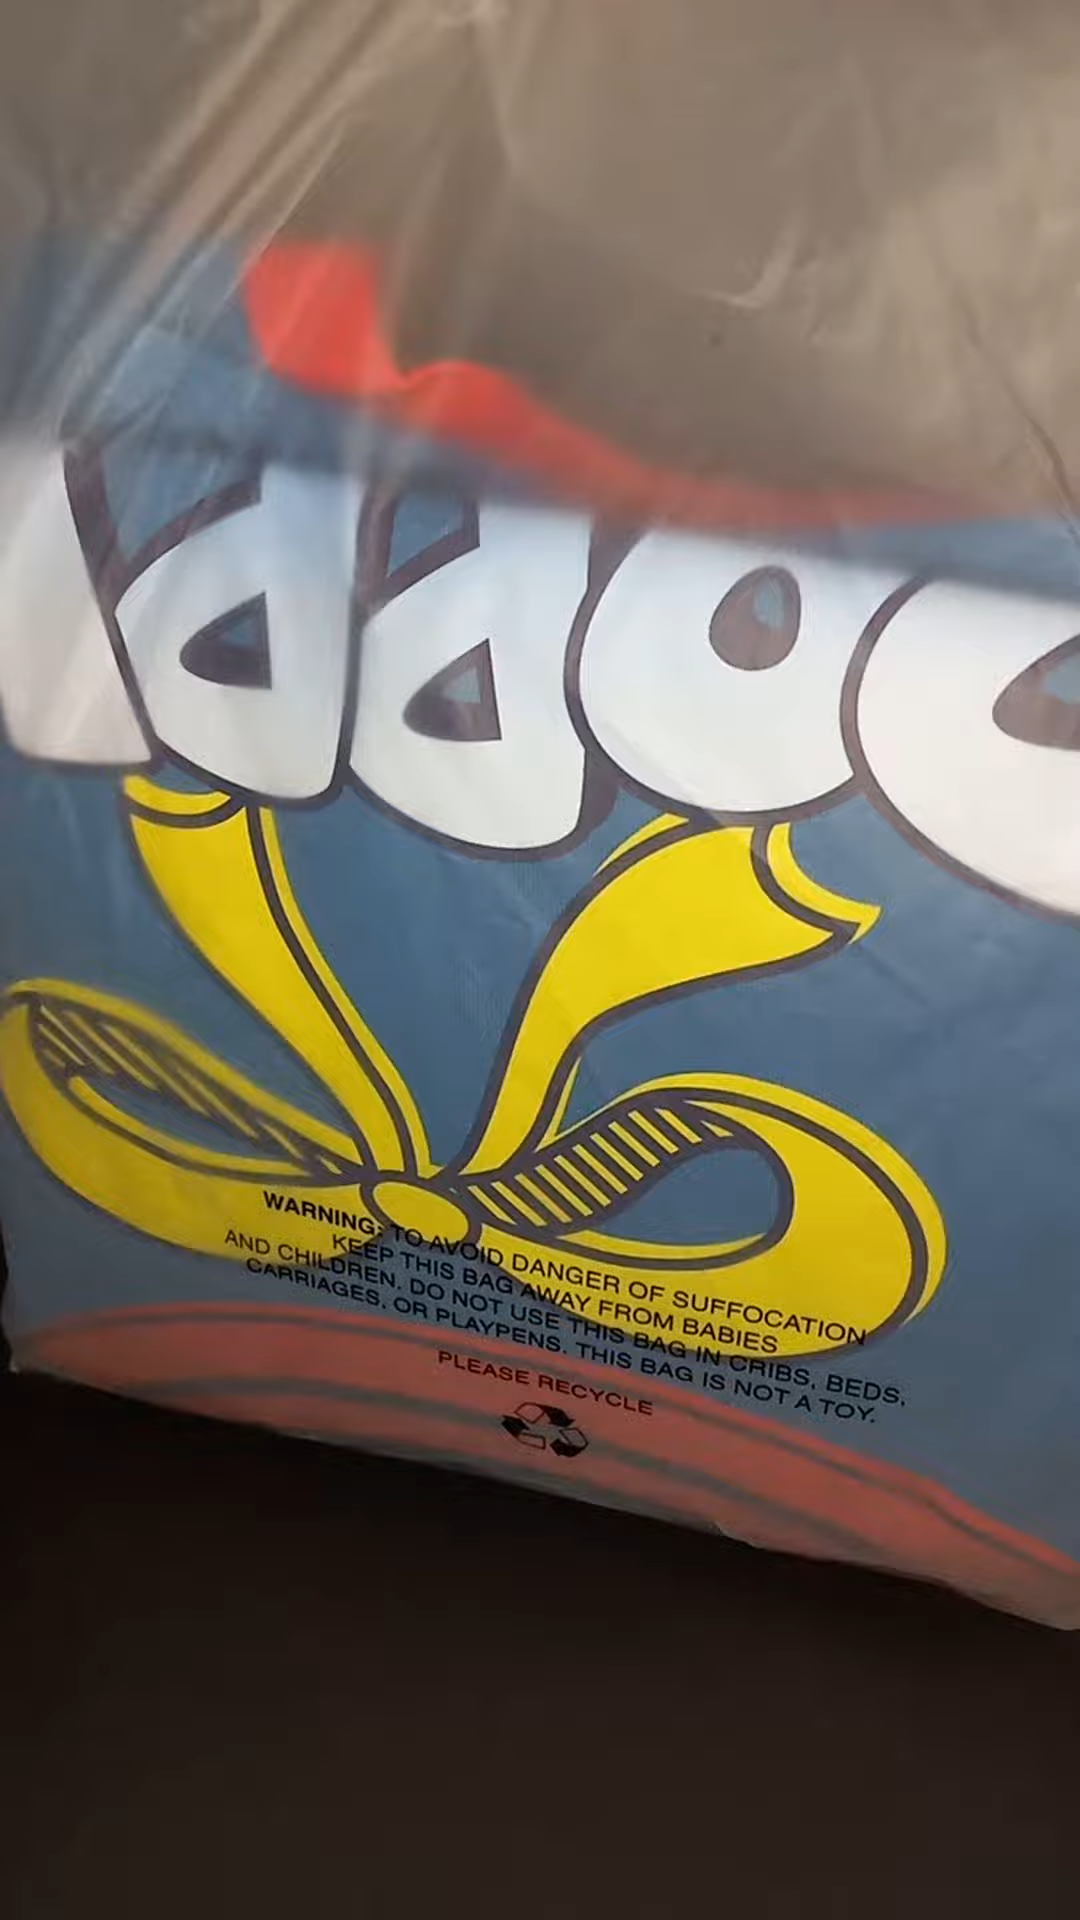 WARNING: TO AVOID DANGER OF SUFFOCATION
KEEP THIS BAG AWAY FROM BABIES
AND CHILDREN. DO NOT USE THIS BAG IN CRIBS, BEDS,
CARRIAGES, OR PLAYPENS. THIS BAG IS NOT A TOY.
PLEASE RECYCLE